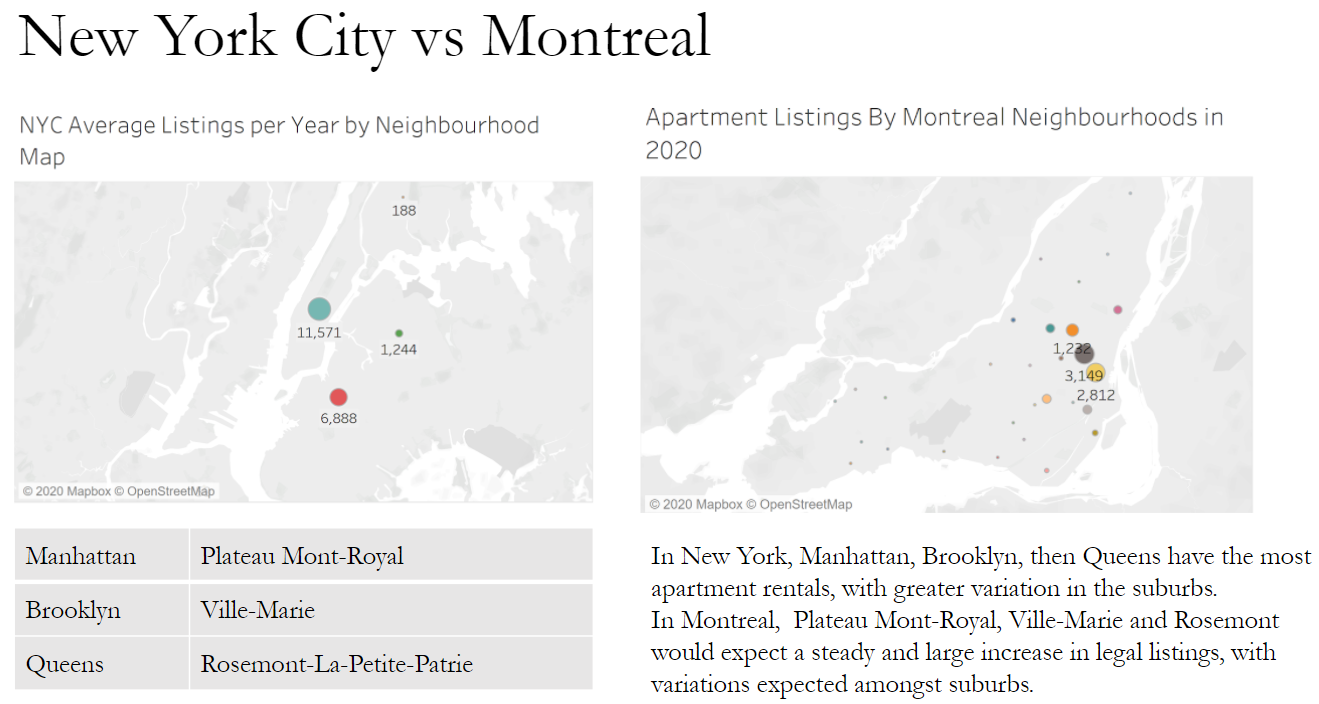 New York City vs Montreal
NYC Average Listings per Year by Neighbourhood
Map
188
11,571
1,244
6,888
© 2020 Mapbox © OpenStreetMap
Apartment Listings By Montreal Neighbourhoods in
2020
1,232
3,149
2,812
© 2020 Mapbox © OpenStreetMap
Manhattan Plateau Mont-Royal
Brooklyn Ville-Marie
Queens Rosemont-La-Petite-Patrie
In New York, Manhattan, Brooklyn, then Queens have the most
apartment rentals, with greater variation in the suburbs.
In Montreal,  Plateau Mont-Royal, Ville-Marie and Rosemont
would expect a steady and large increase in legal listings, with
variations expected amongst suburbs.